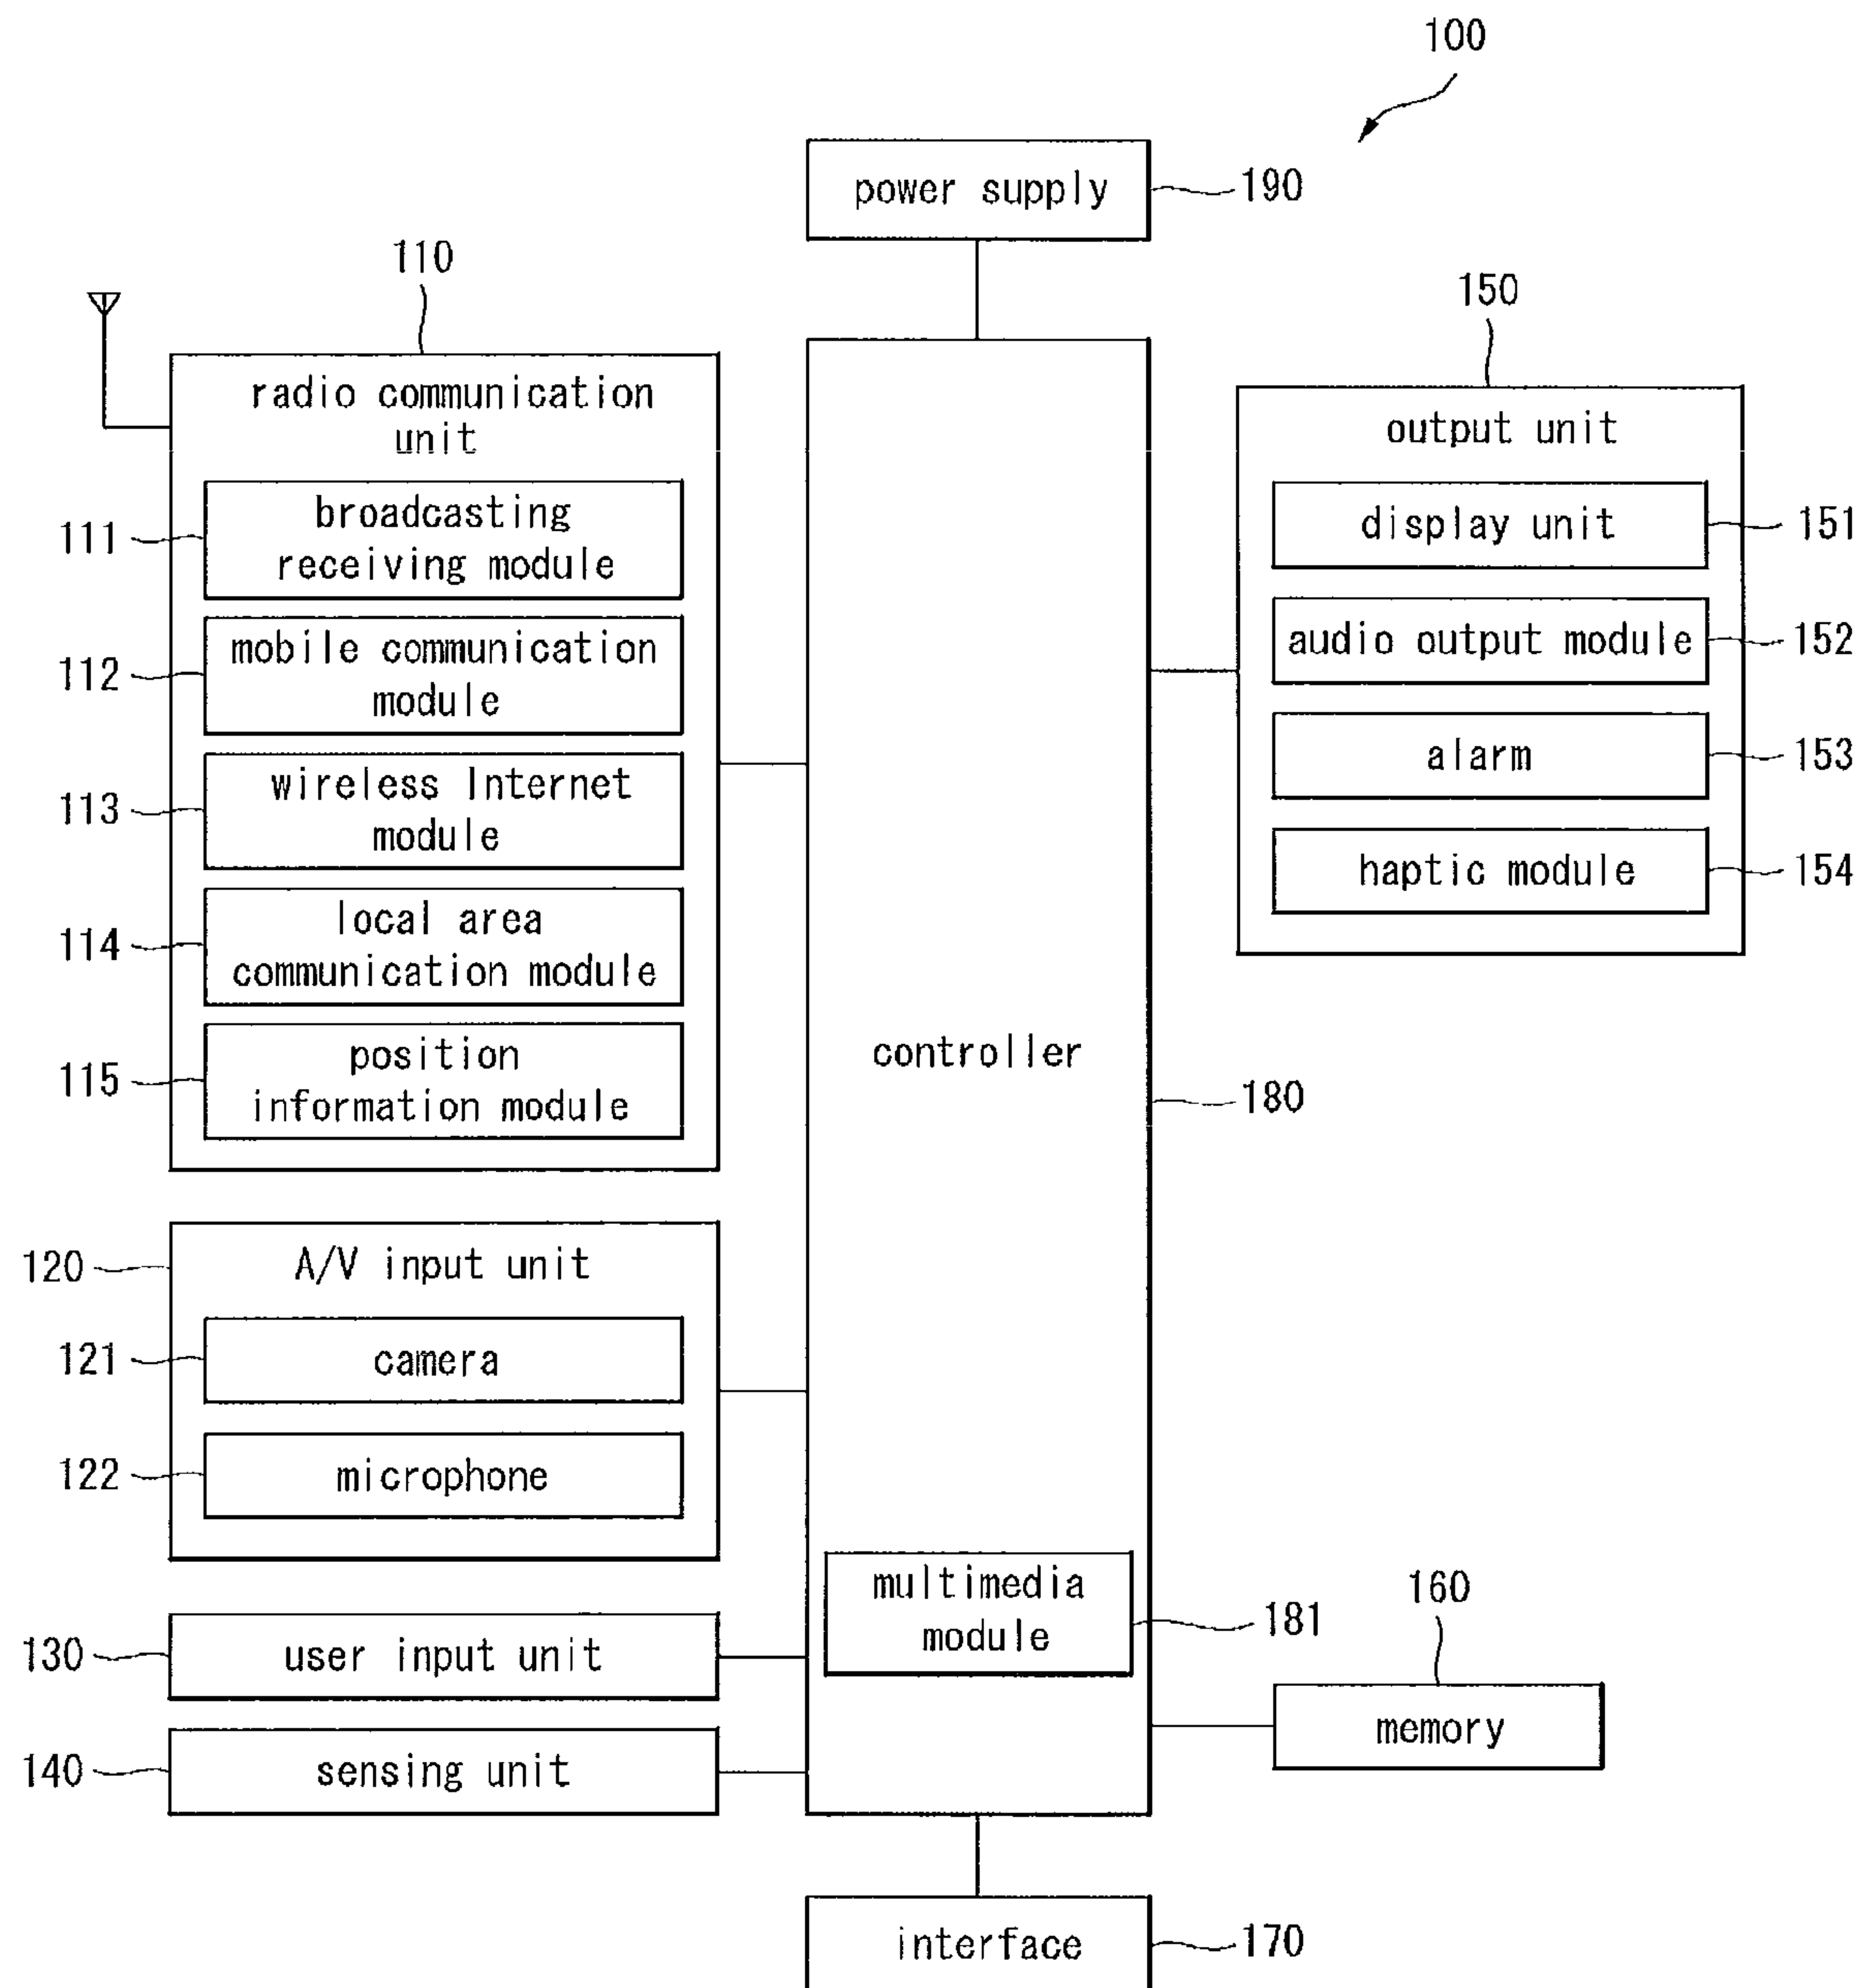 100
power supply
190
110
radio communication
unit
broadcasting
receiving module
111
mobile communication
module
112
wireless Internet
module
113
local area
communication module
114
position
information module
115
150
output unit
display unit
151
audio output module
152
alarm
153
haptic module
154
controller
180
120
A/V input unit
121
camera
122
microphone
multimedia
module
181
130
user input unit
140
sensing unit
160
memory
interface
170